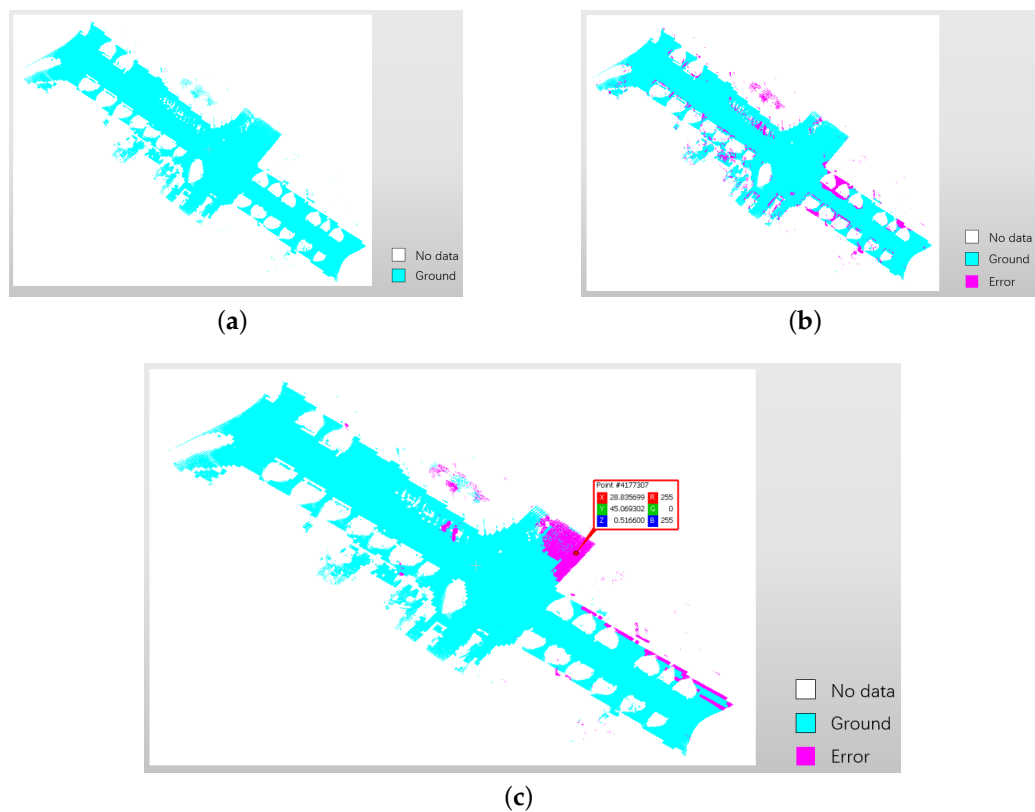 No data
Ground
(a)
No data
Ground
Error
(b)
Point #4177307
X 28.835699 R 255
Y 45.069302 G 0
Z 0.516600 B 255
No data
Ground
Error
(c)